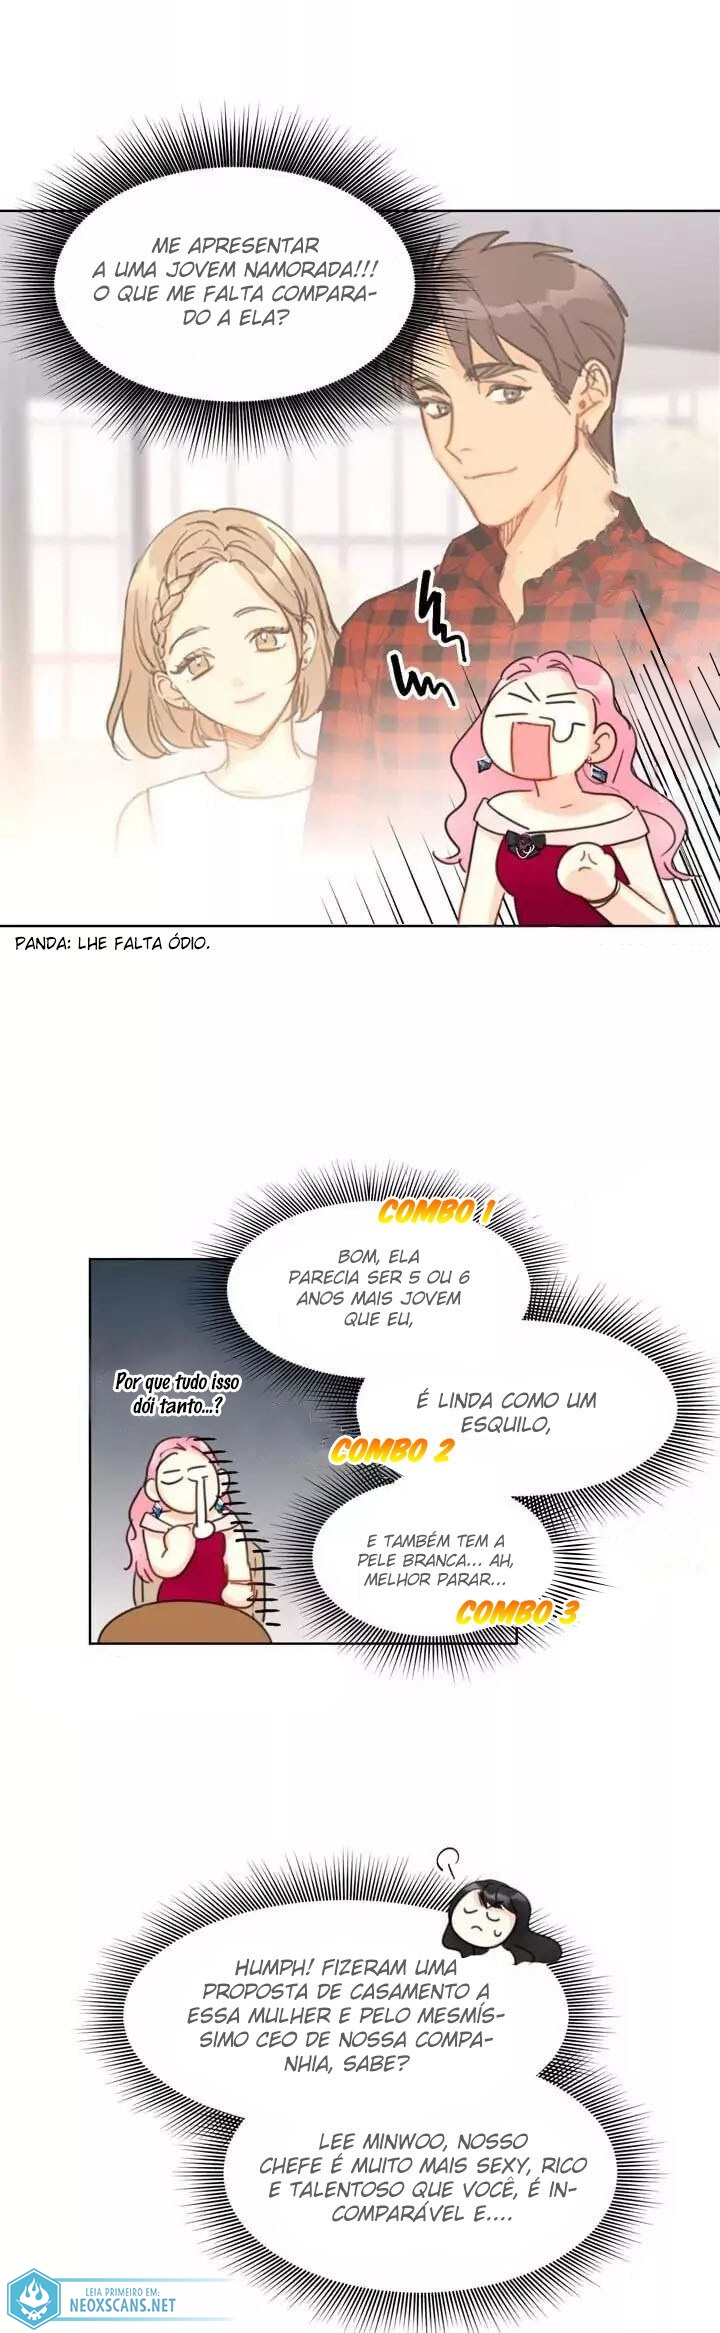 ME APRESENTAR
A UMA JOVEM NAMORADA!!!
O QUE ME FALTA COMPARA-
DO A ELA?
PANDA: LHE FALTA ÓDIO.
COMBO 1
BOM, ELA
PARECIA SER 5 OU 6
ANOS MAIS JOVEM
QUE EU,
Por que tudo isso
dói tanto...?
É LINDA COMO UM
ESQUILO,
COMBO 2
E TAMBÉM TEM A
PELE BRANCA... AH,
MELHOR PARAR...
COMBO 3
HUMPH! FIZERAM UMA
PROPOSTA DE CASAMENTO A
ESSA MULHER E PELO MESMÍS-
SIMO CEO DE NOSSA COMPA-
NHIA, SABE?
LEE MINWOO, NOSSO
CHEFE É MUITO MAIS SEXY, RICO
E TALENTOSO QUE VOCÊ, É IN-
COMPARÁVEL E....
LEIA PRIMEIRO EM:
NEOXSCANS.NET